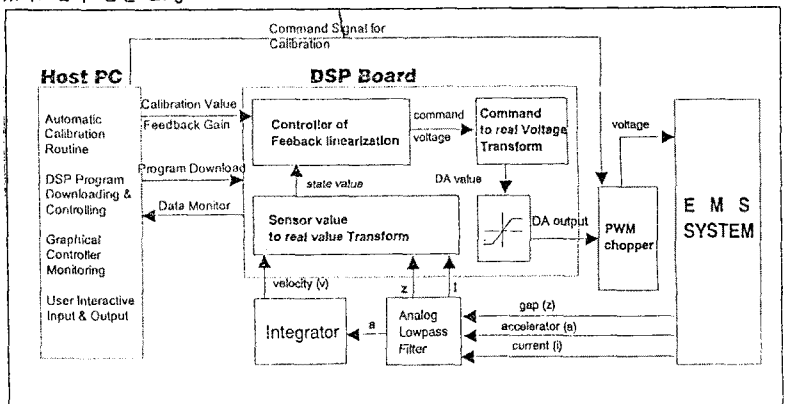 Command Signal for
Calibration
Host PC
DSP Board
Automatic
Calibration
Routine
DSP Program
Downloading &
Controlling
Graphical
Controller
Monitoring
User Interactive
Input & Output
Calibration Value
Feedback Gain
Program Download
Data Monitor
Controller of
Feeback linearization
command
voltage
Command
to real Voltage
Transform
state value
DA value
Sensor value
to real value Transform
DA output
PWM
chopper
voltage
E M S
SYSTEM
velocity (v)
z
I
Integrator
a
Analog
Lowpass
Filter
gap (z)
accelerator (a)
current (i)